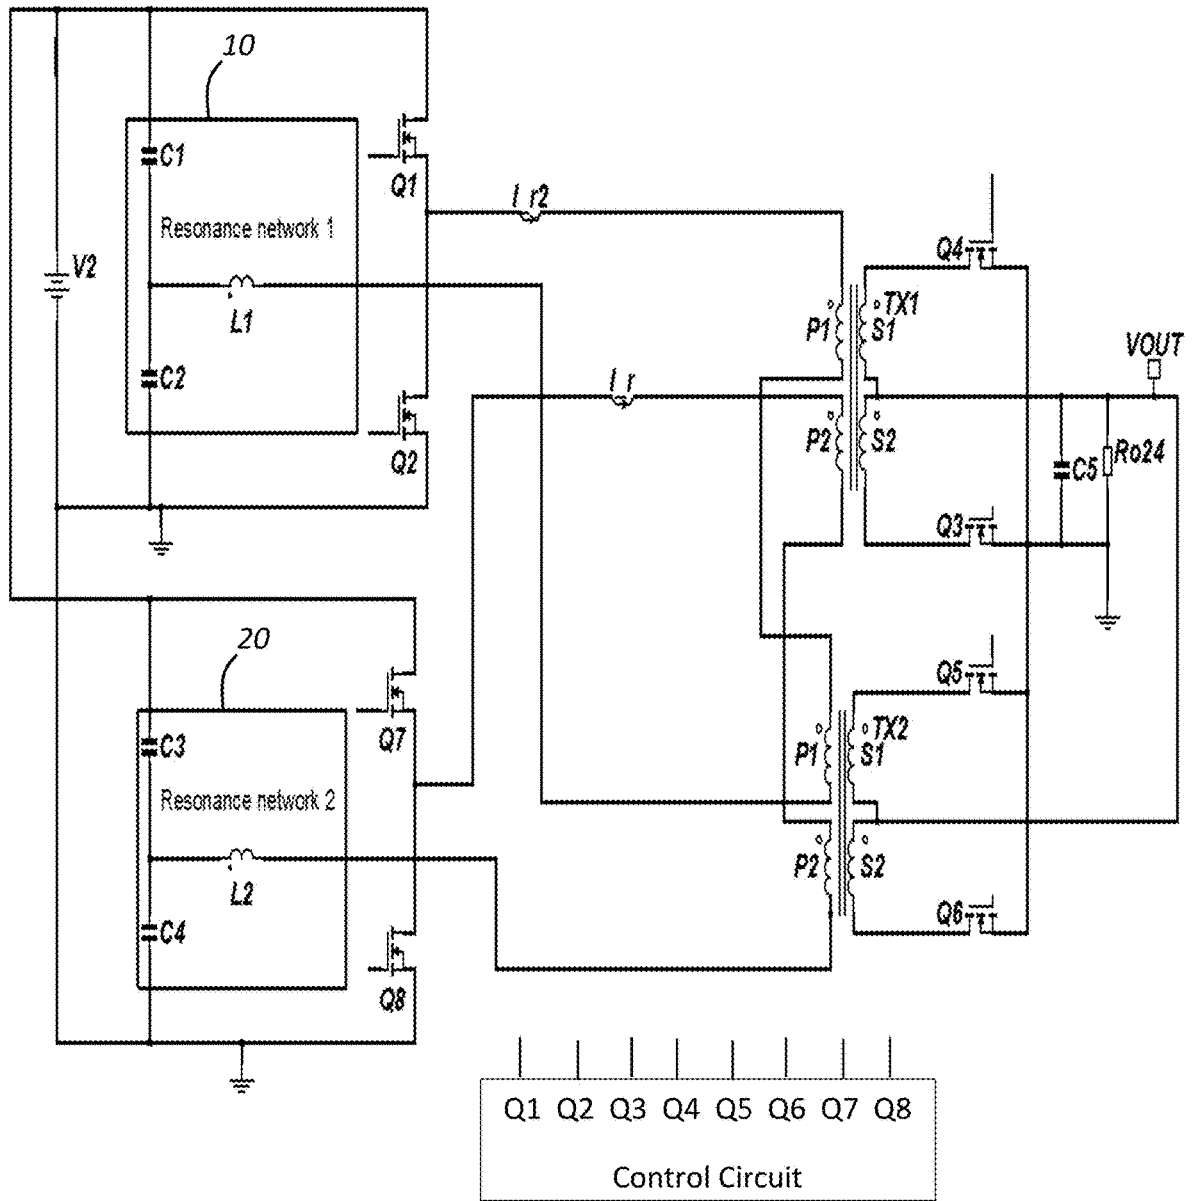 10
C1
Q1
I_r2
Resonance network 1
Q4
V2
L1
P1
TX1
S1
VOUT
C2
I_r
Q2
P2
S2
C5
Ro24
Q3
20
Q5
Q7
C3
TX2
P1
S1
Resonance network 2
L2
P2
S2
C4
Q6
Q8
Q1 Q2 Q3 Q4 Q5 Q6 Q7 Q8
Control Circuit